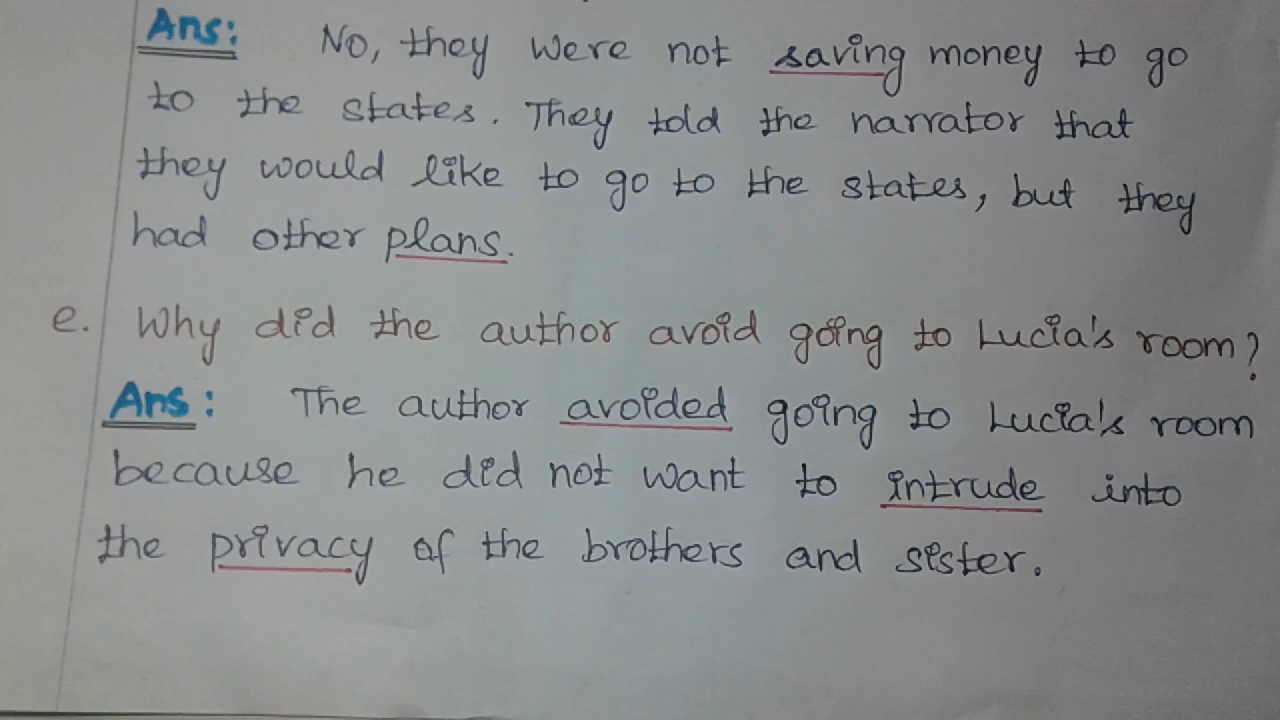 Ans: No, they were not saving money to go
to the states. They told the narrator that
they would like to go to the states, but they
had other plans.
e. Why did the author avoid going to Lucia's room?
Ans: The author avoided going to Lucia's room
because he did not want to intrude into
the privacy of the brothers and sister.